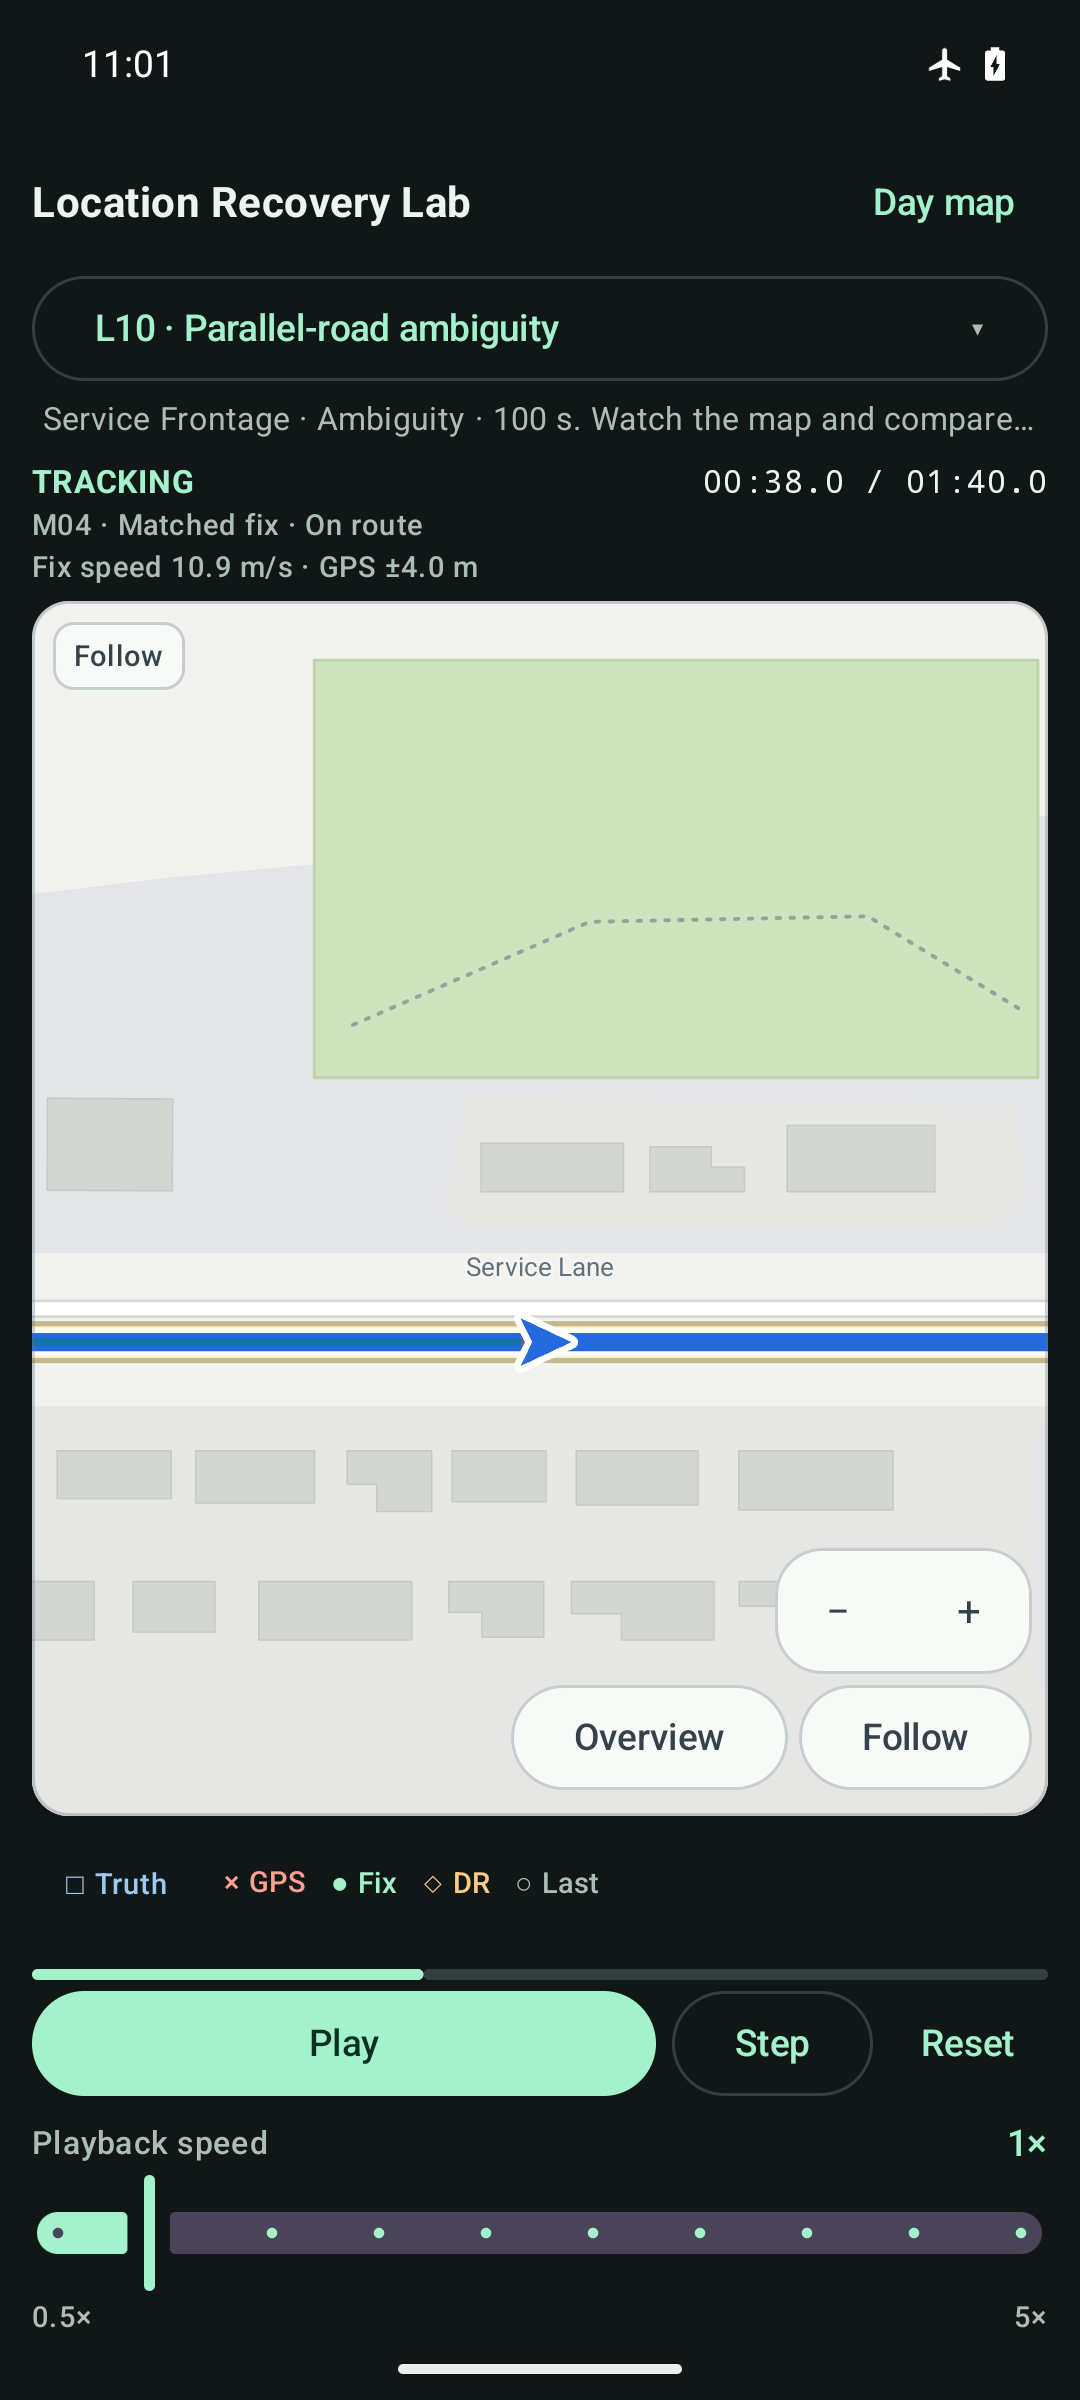 11:01
Location Recovery Lab
Day map
L10 · Parallel-road ambiguity ▾
Service Frontage · Ambiguity · 100 s. Watch the map and compare…
TRACKING
00:38.0 / 01:40.0
M04 · Matched fix · On route
Fix speed 10.9 m/s · GPS ±4.0 m
Follow
Service Lane
− +
Overview
Follow
□ Truth × GPS ● Fix ◇ DR ○ Last
Play
Step
Reset
Playback speed
1×
0.5×
5×